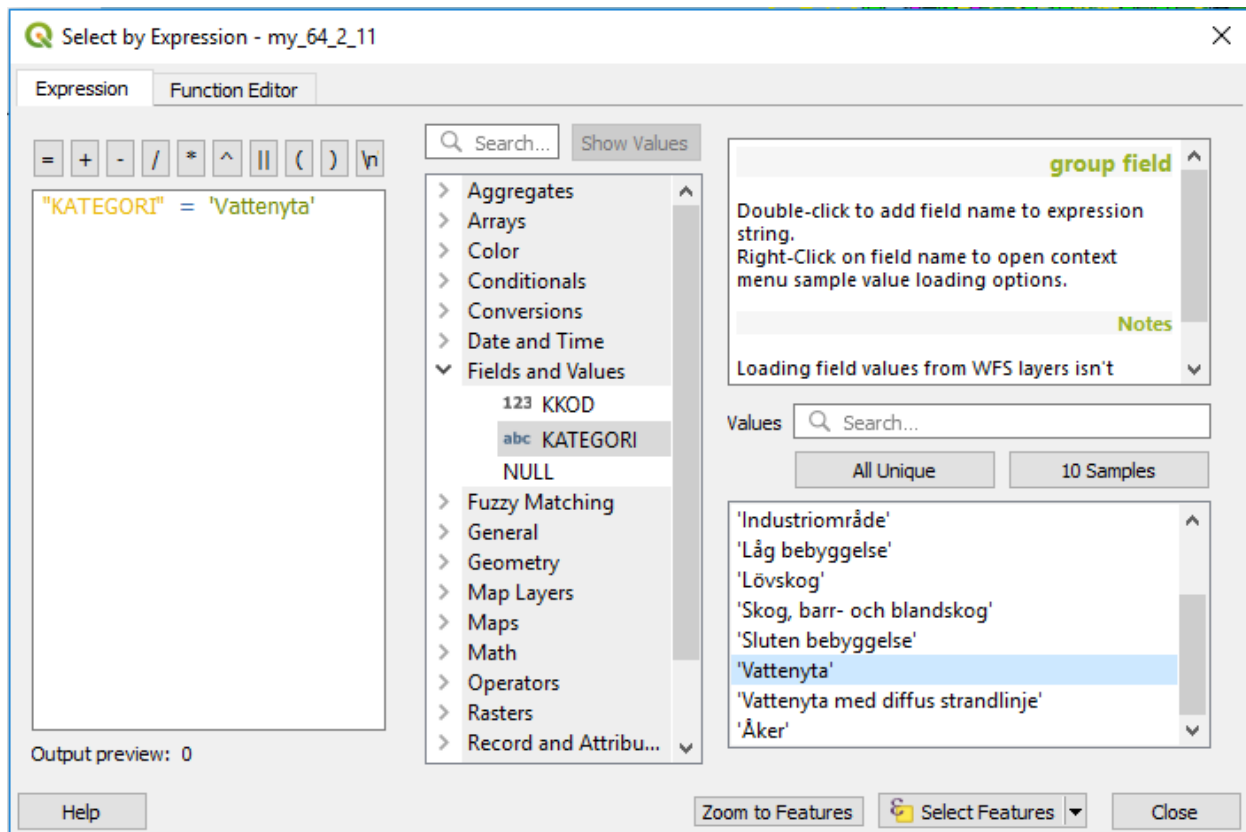 Select by Expression - my_64_2_11
Expression
Function Editor
= + - / * ^ || ( ) \n
"KATEGORI" = 'Vattenyta'
Output preview: 0
Search...
Show Values
Aggregates
Arrays
Color
Conditionals
Conversions
Date and Time
Fields and Values
123 KKOD
abc KATEGORI
NULL
Fuzzy Matching
General
Geometry
Map Layers
Maps
Math
Operators
Rasters
Record and Attribu...
group field
Double-click to add field name to expression
string.
Right-Click on field name to open context
menu sample value loading options.
Notes
Loading field values from WFS layers isn't
Values
Search...
All Unique
10 Samples
'Industriområde'
'Låg bebyggelse'
'Lövskog'
'Skog, barr- och blandskog'
'Sluten bebyggelse'
'Vattenyta'
'Vattenyta med diffus strandlinje'
'Åker'
Help
Zoom to Features
Select Features
Close